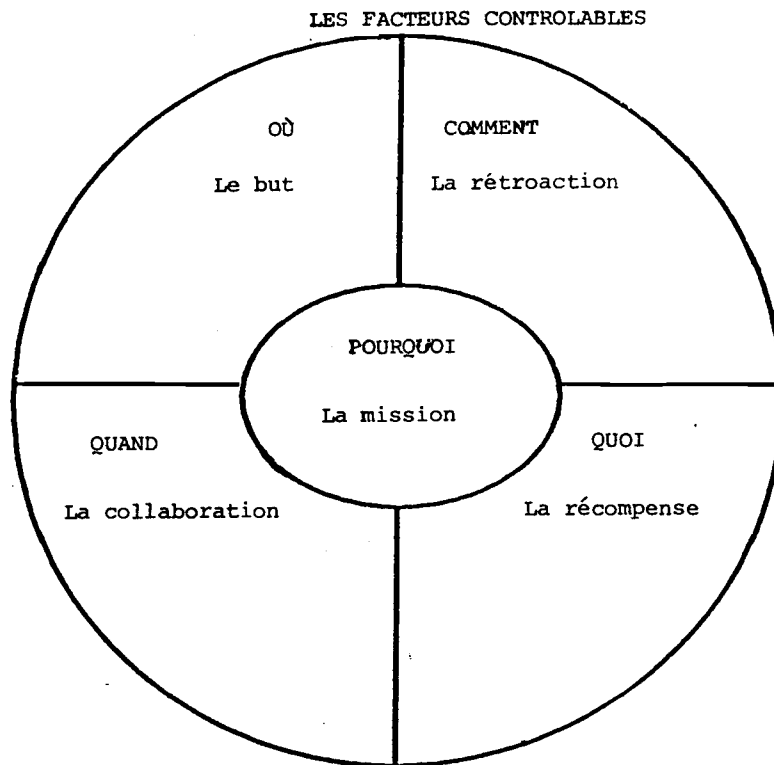 LES FACTEURS CONTROLABLES
OÙ
Le but
COMMENT
La rétroaction
POURQUOI
La mission
QUAND
La collaboration
QUOI
La récompense